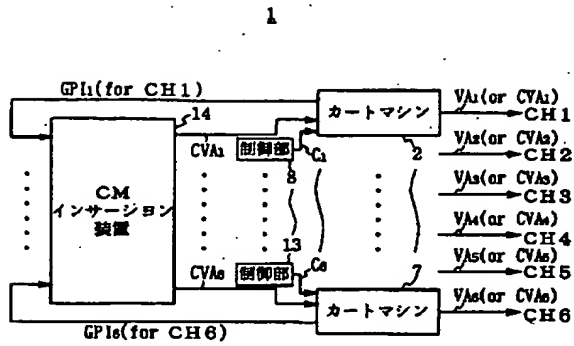 1
GPI₁(for CH1)
14
カートマシン
VA₁(or CVA₁)
CH1
CVA₁
制御部
C₁
8
2
VA₂(or CVA₂)
CH2
CM
インサーション
装置
VA₃(or CVA₃)
CH3
VA₄(or CVA₄)
CH4
13
制御部
C₆
7
VA₅(or CVA₅)
CH5
CVA₆
カートマシン
VA₆(or CVA₆)
CH6
GPI₆(for CH6)